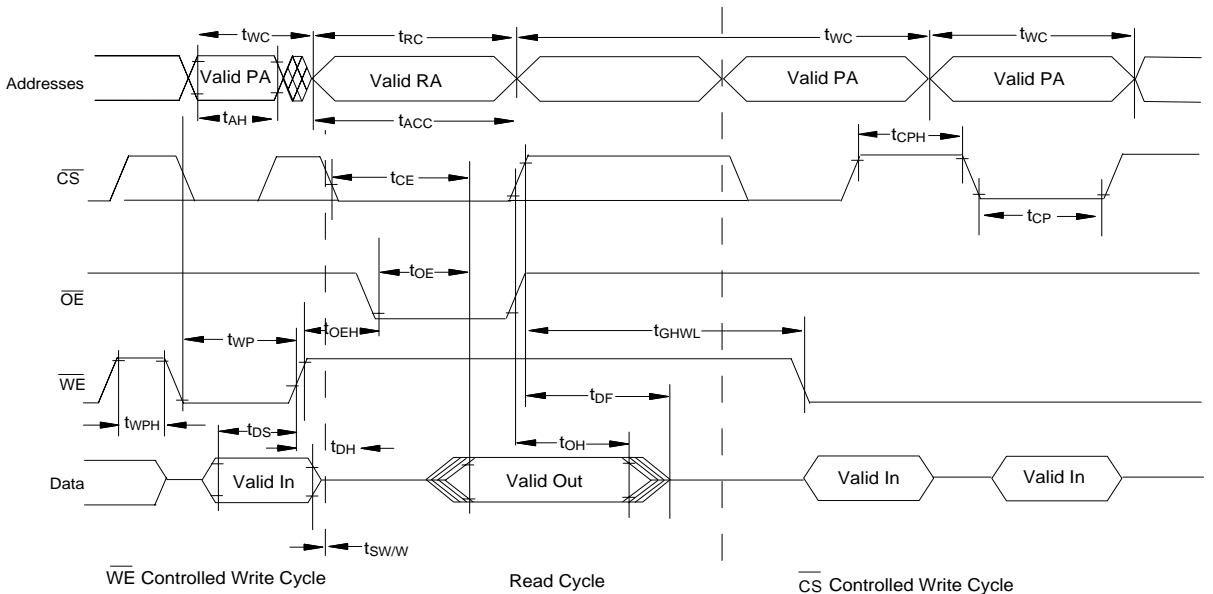 tWC tRC tWC tWC
Addresses Valid PA Valid RA Valid PA Valid PA
tAH tACC
tCPH
CS tCE
tCP
tOE
OE
tWP tOEH tGHWL
WE
tDF
tWPH tDS tDH tOH
Data Valid In Valid Out Valid In Valid In
tSW/W
WE Controlled Write Cycle Read Cycle CS Controlled Write Cycle